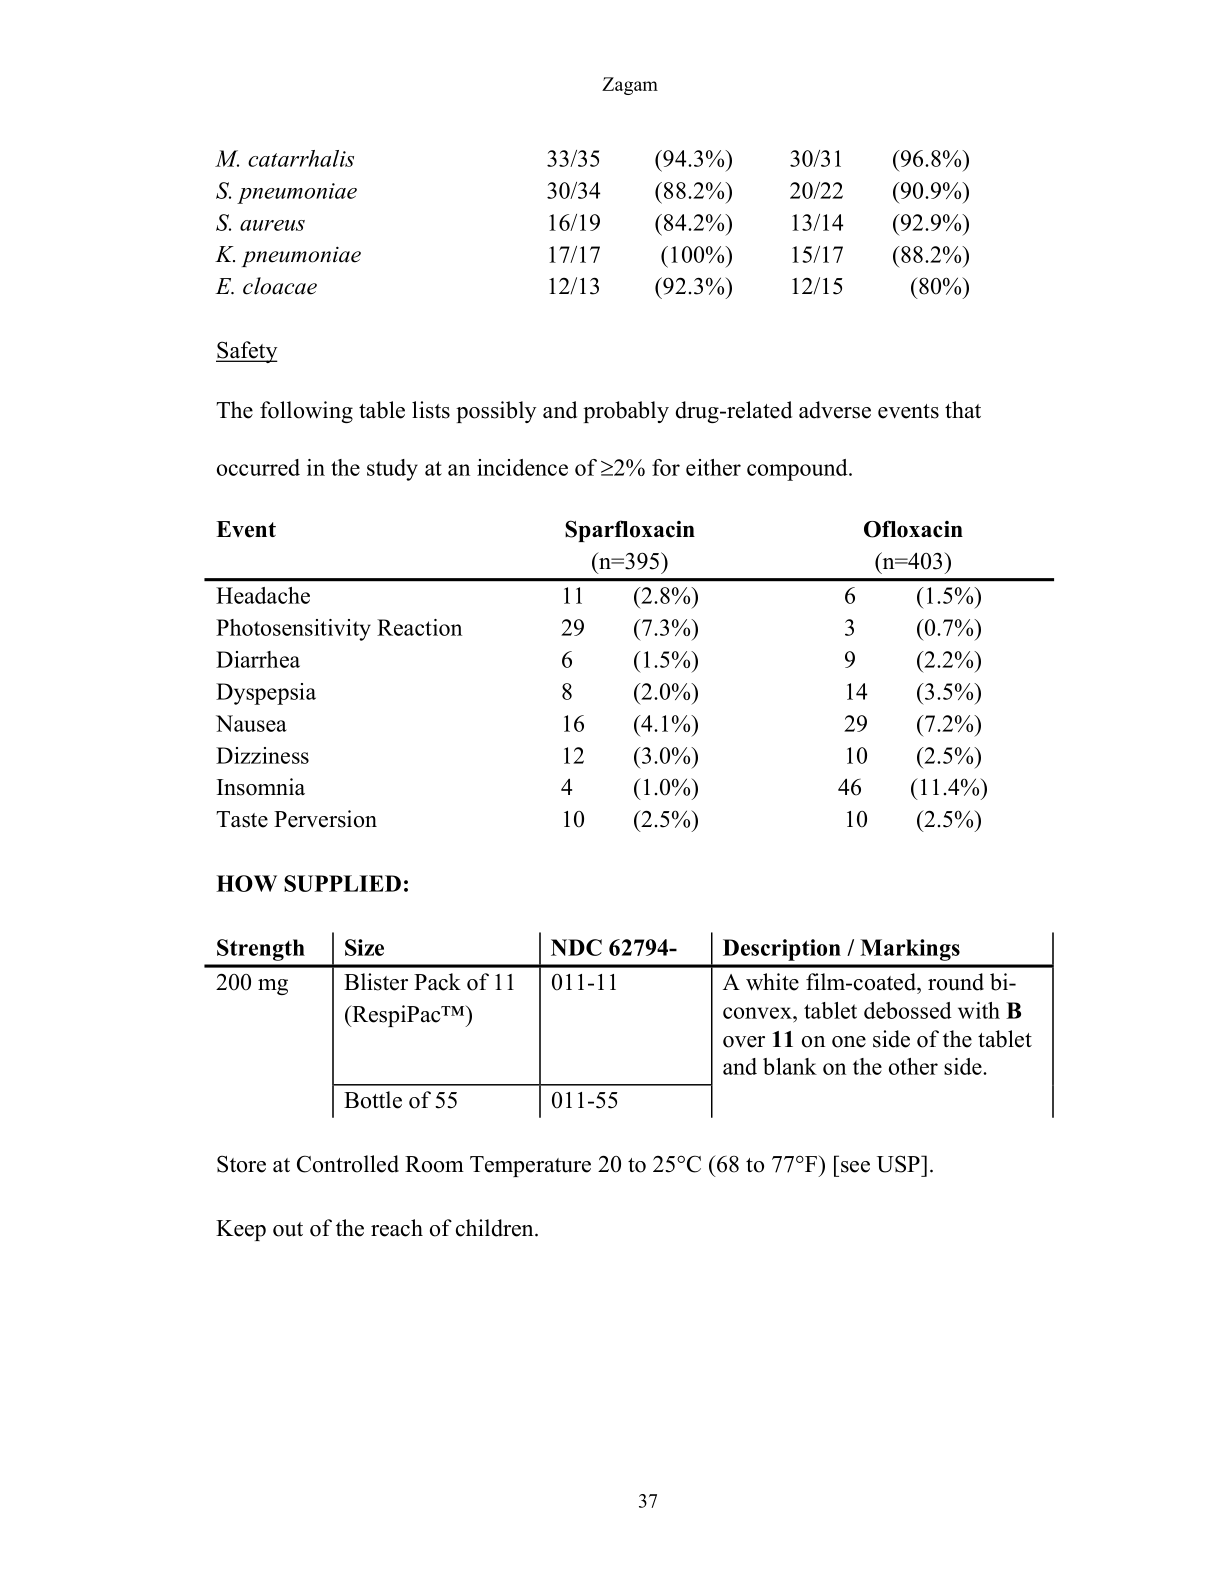 Zagam
M. catarrhalis 33/35 (94.3%) 30/31 (96.8%)
S. pneumoniae 30/34 (88.2%) 20/22 (90.9%)
S. aureus 16/19 (84.2%) 13/14 (92.9%)
K. pneumoniae 17/17 (100%) 15/17 (88.2%)
E. cloacae 12/13 (92.3%) 12/15 (80%)
Safety
The following table lists possibly and probably drug-related adverse events that
occurred in the study at an incidence of ≥2% for either compound.
Event Sparfloxacin Ofloxacin
(n=395) (n=403)
Headache 11 (2.8%) 6 (1.5%)
Photosensitivity Reaction 29 (7.3%) 3 (0.7%)
Diarrhea 6 (1.5%) 9 (2.2%)
Dyspepsia 8 (2.0%) 14 (3.5%)
Nausea 16 (4.1%) 29 (7.2%)
Dizziness 12 (3.0%) 10 (2.5%)
Insomnia 4 (1.0%) 46 (11.4%)
Taste Perversion 10 (2.5%) 10 (2.5%)
HOW SUPPLIED:
Strength Size NDC 62794- Description / Markings
200 mg Blister Pack of 11 011-11 A white film-coated, round bi-
(RespiPac™) convex, tablet debossed with B
over 11 on one side of the tablet
and blank on the other side.
Bottle of 55 011-55
Store at Controlled Room Temperature 20 to 25°C (68 to 77°F) [see USP].
Keep out of the reach of children.
37